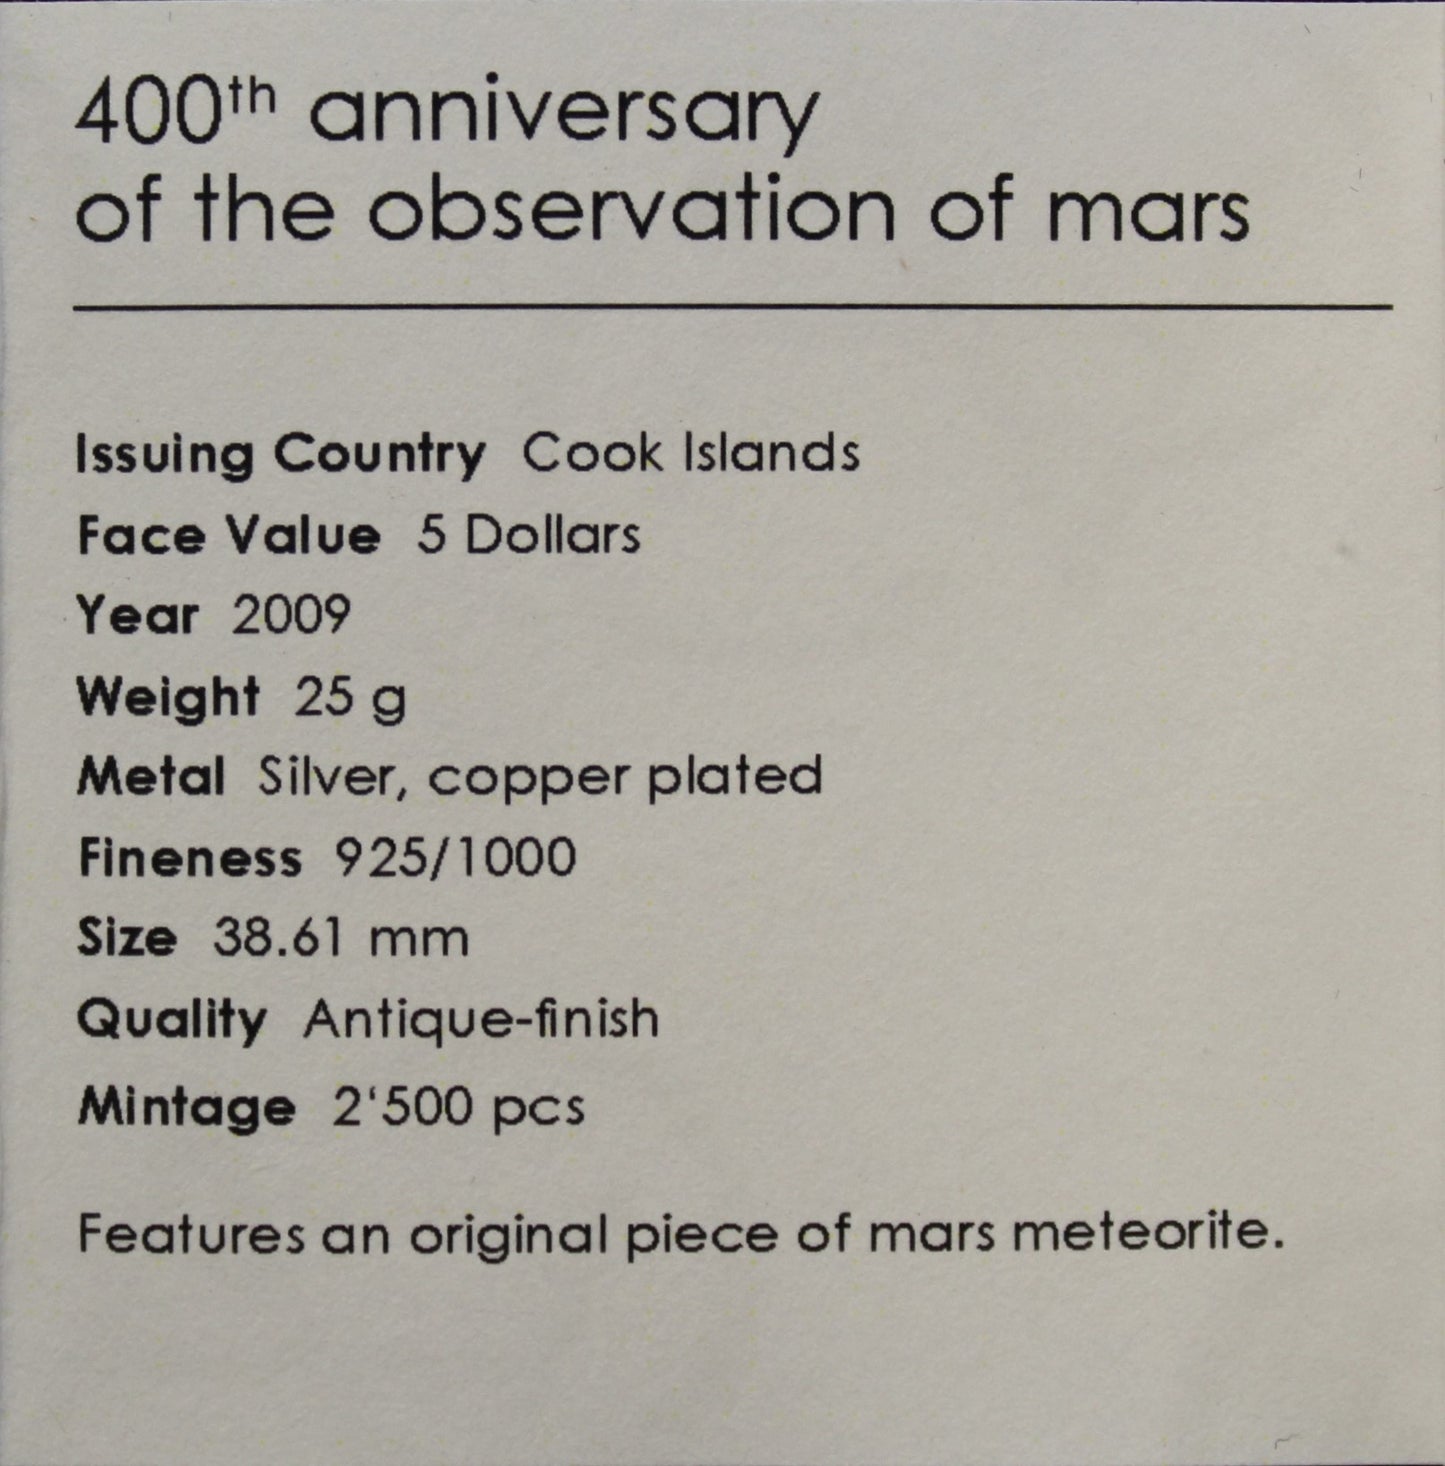 400th anniversary
of the observation of mars
Issuing Country Cook Islands
Face Value 5 Dollars
Year 2009
Weight 25 g
Metal Silver, copper plated
Fineness 925/1000
Size 38.61 mm
Quality Antique-finish
Mintage 2‘500 pcs
Features an original piece of mars meteorite.